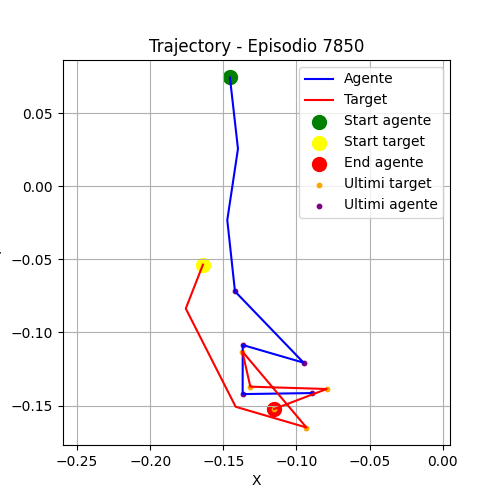 Trajectory - Episodio 7850
Agente
Target
Start agente
Start target
End agente
Ultimi target
Ultimi agente
0.05
0.00
−0.05
−0.10
−0.15
−0.25
−0.20
−0.15
−0.10
−0.05
0.00
X